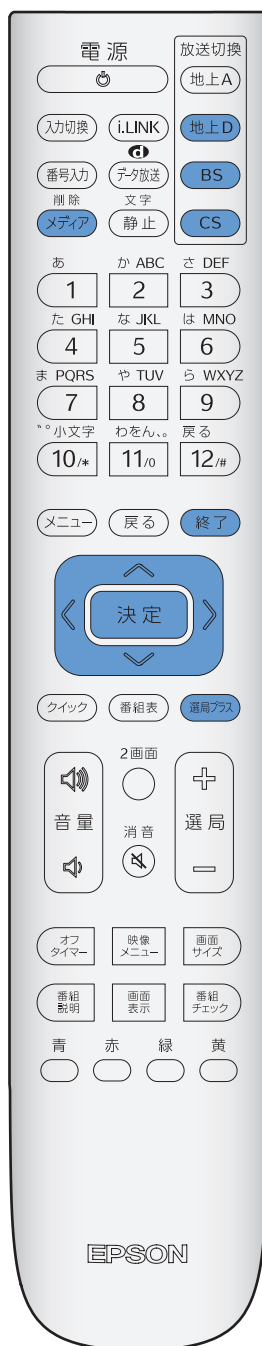 電源
放送切換
地上A
入力切換 i.LINK 地上D
d
番号入力 データ放送 BS
削除 文字
メディア 静止 CS
あ か ABC さ DEF
1 2 3
た GHI な JKL は MNO
4 5 6
ま PQRS や TUV ら WXYZ
7 8 9
゛゜小文字 わをん、。 戻る
10/* 11/0 12/#
メニュー 戻る 終了
決定
クイック 番組表 選局プラス
2画面
音量 選局
消音
オフタイマー 映像メニュー 画面サイズ
番組説明 画面表示 番組チェック
青 赤 緑 黄
EPSON